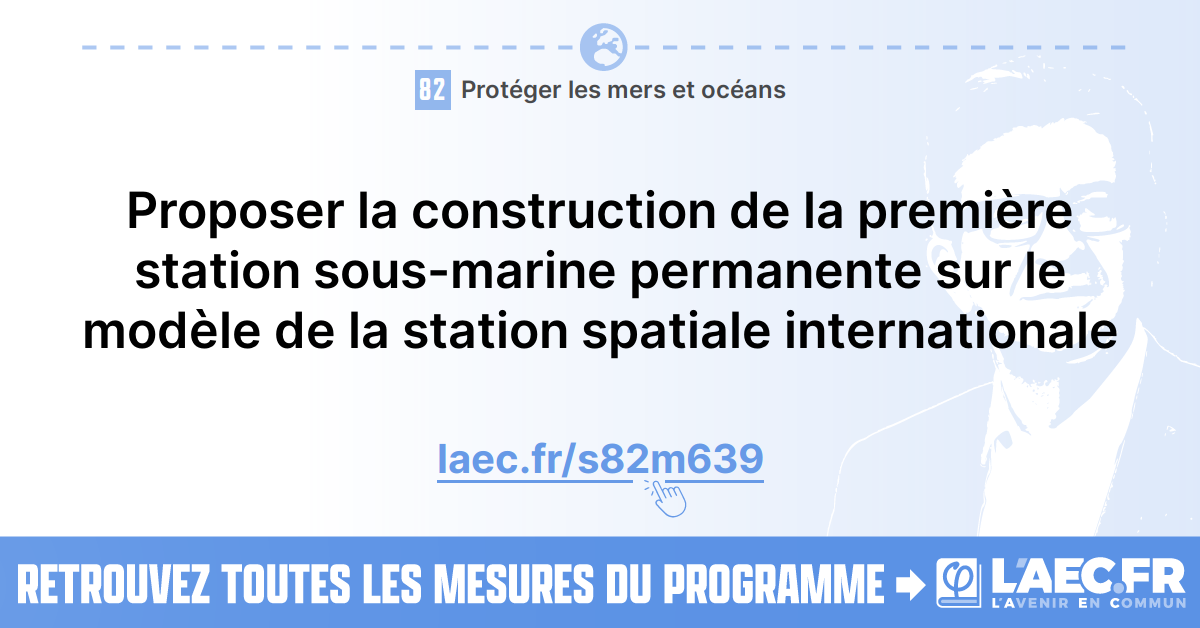 82 Protéger les mers et océans
Proposer la construction de la première
station sous-marine permanente sur le
modèle de la station spatiale internationale
laec.fr/s82m639
RETROUVEZ TOUTES LES MESURES DU PROGRAMME
φ L'AEC.FR
L'AVENIR EN COMMUN